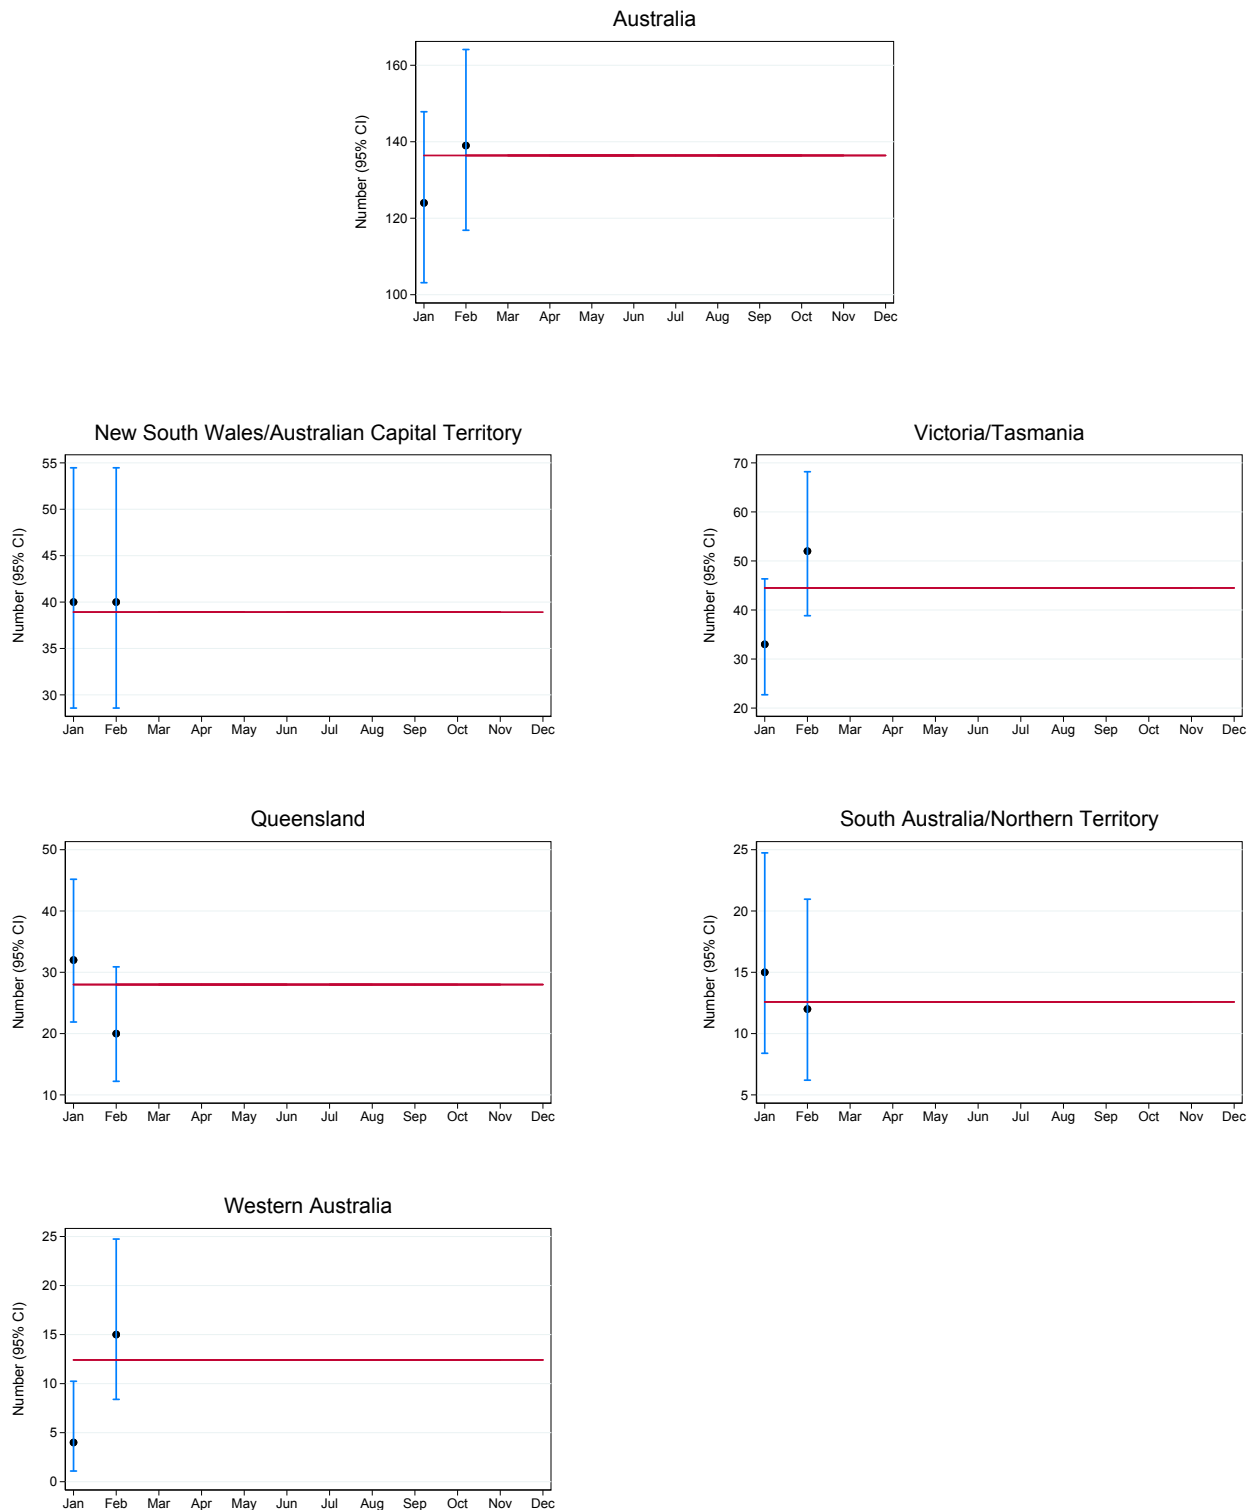 Australia
Number (95% CI)
160
140
120
100
Jan Feb Mar Apr May Jun Jul Aug Sep Oct Nov Dec
New South Wales/Australian Capital Territory
Number (95% CI)
55
50
45
40
35
30
Jan Feb Mar Apr May Jun Jul Aug Sep Oct Nov Dec
Victoria/Tasmania
Number (95% CI)
70
60
50
40
30
20
Jan Feb Mar Apr May Jun Jul Aug Sep Oct Nov Dec
Queensland
Number (95% CI)
50
40
30
20
10
Jan Feb Mar Apr May Jun Jul Aug Sep Oct Nov Dec
South Australia/Northern Territory
Number (95% CI)
25
20
15
10
5
Jan Feb Mar Apr May Jun Jul Aug Sep Oct Nov Dec
Western Australia
Number (95% CI)
25
20
15
10
5
0
Jan Feb Mar Apr May Jun Jul Aug Sep Oct Nov Dec